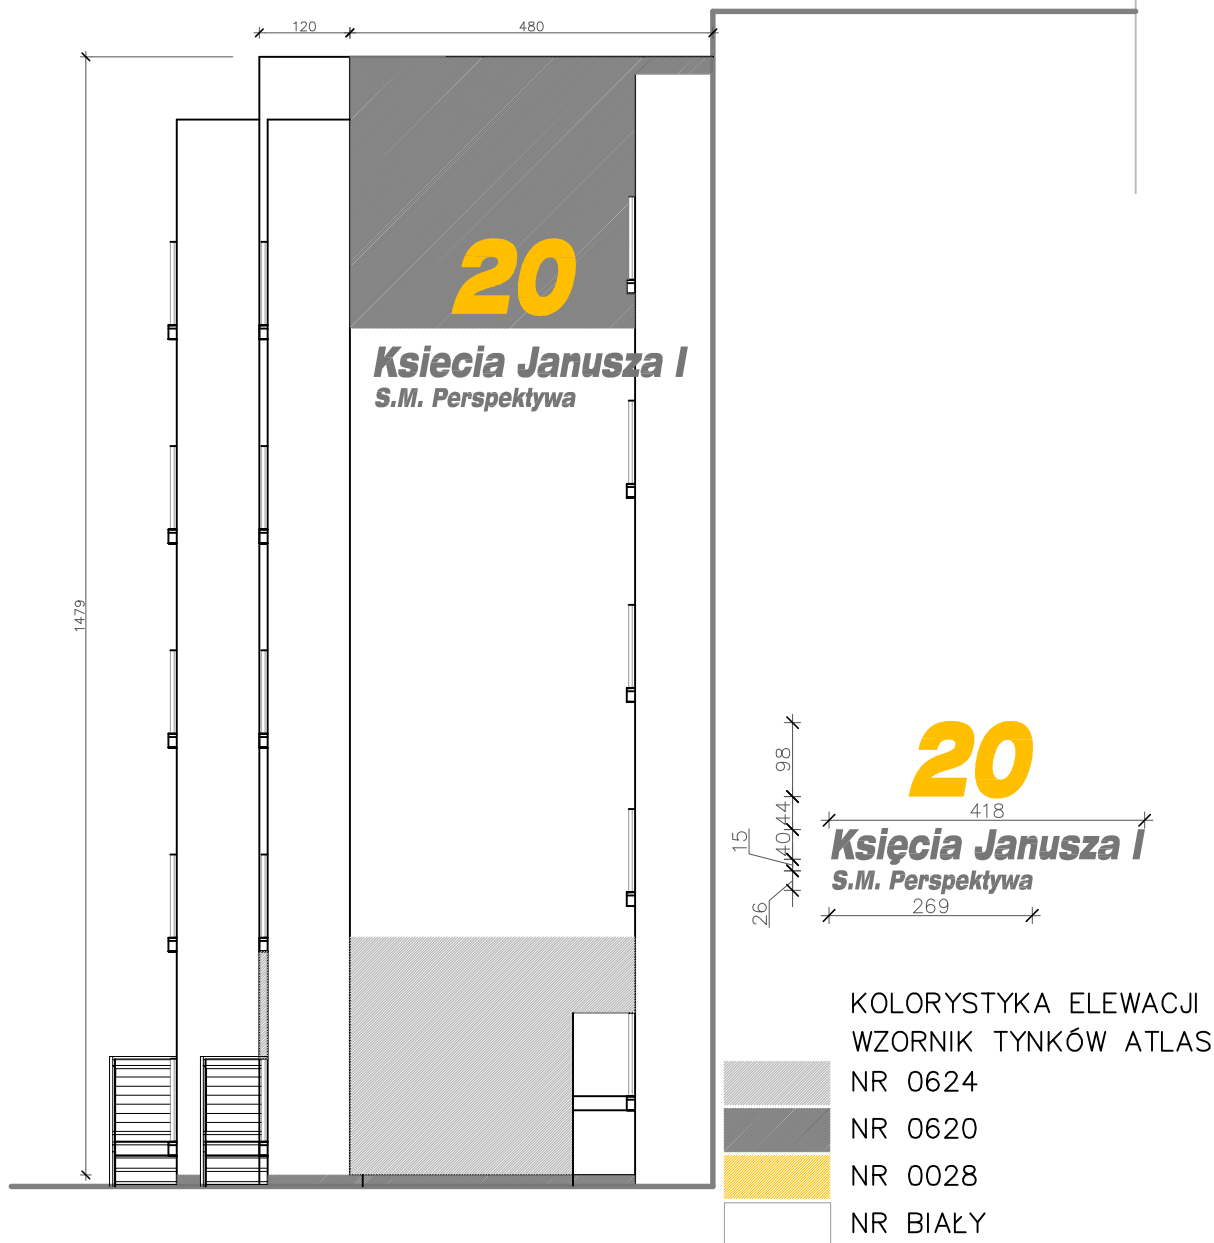 120
480
1479
20
Ksiecia Janusza I
S.M. Perspektywa
98
44
40
15
26
20
418
Księcia Janusza I
S.M. Perspektywa
269
KOLORYSTYKA ELEWACJI
WZORNIK TYNKÓW ATLAS
NR 0624
NR 0620
NR 0028
NR BIAŁY